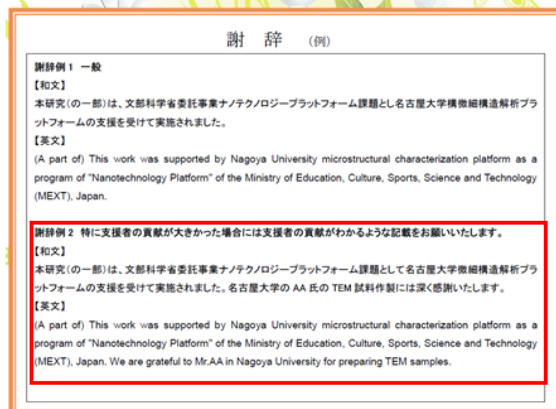 謝 辞 (例)
謝辞例 1 一般
【和文】
本研究(の一部)は、文部科学省委託事業ナノテクノロジープラットフォーム課題とし名古屋大学構微細構造解析プラ
ットフォームの支援を受けて実施されました。
【英文】
(A part of) This work was supported by Nagoya University microstructural characterization platform as a
program of "Nanotechnology Platform" of the Ministry of Education, Culture, Sports, Science and Technology
(MEXT), Japan.
謝辞例 2 特に支援者の貢献が大きかった場合には支援者の貢献がわかるような記載をお願いいたします。
【和文】
本研究(の一部)は、文部科学省委託事業ナノテクノロジープラットフォーム課題として名古屋大学微細構造解析プラ
ットフォームの支援を受けて実施されました。名古屋大学の AA 氏の TEM 試料作製には深く感謝いたします。
【英文】
(A part of) This work was supported by Nagoya University microstructural characterization platform as a
program of "Nanotechnology Platform" of the Ministry of Education, Culture, Sports, Science and Technology
(MEXT), Japan. We are grateful to Mr.AA in Nagoya University for preparing TEM samples.